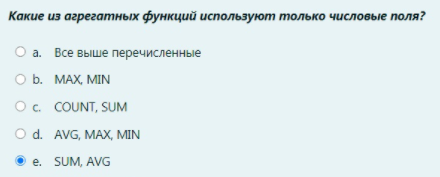 Какие из агрегатных функций используют только числовые поля?
a. Все выше перечисленные
b. MAX, MIN
c. COUNT, SUM
d. AVG, MAX, MIN
e. SUM, AVG